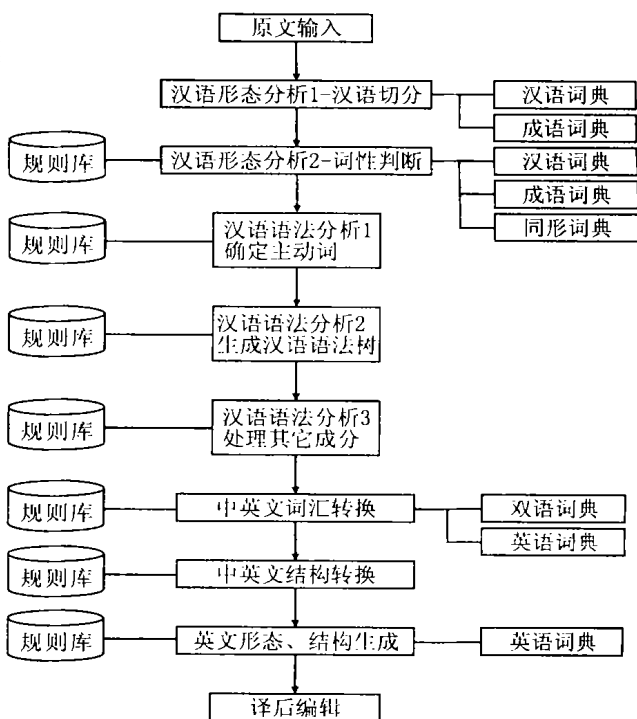 原文输入
汉语形态分析1-汉语切分
汉语词典
成语词典
规则库
汉语形态分析2-词性判断
汉语词典
成语词典
同形词典
规则库
汉语语法分析1
确定主动词
规则库
汉语语法分析2
生成汉语语法树
规则库
汉语语法分析3
处理其它成分
规则库
中英文词汇转换
双语词典
英语词典
规则库
中英文结构转换
规则库
英文形态、结构生成
英语词典
译后编辑